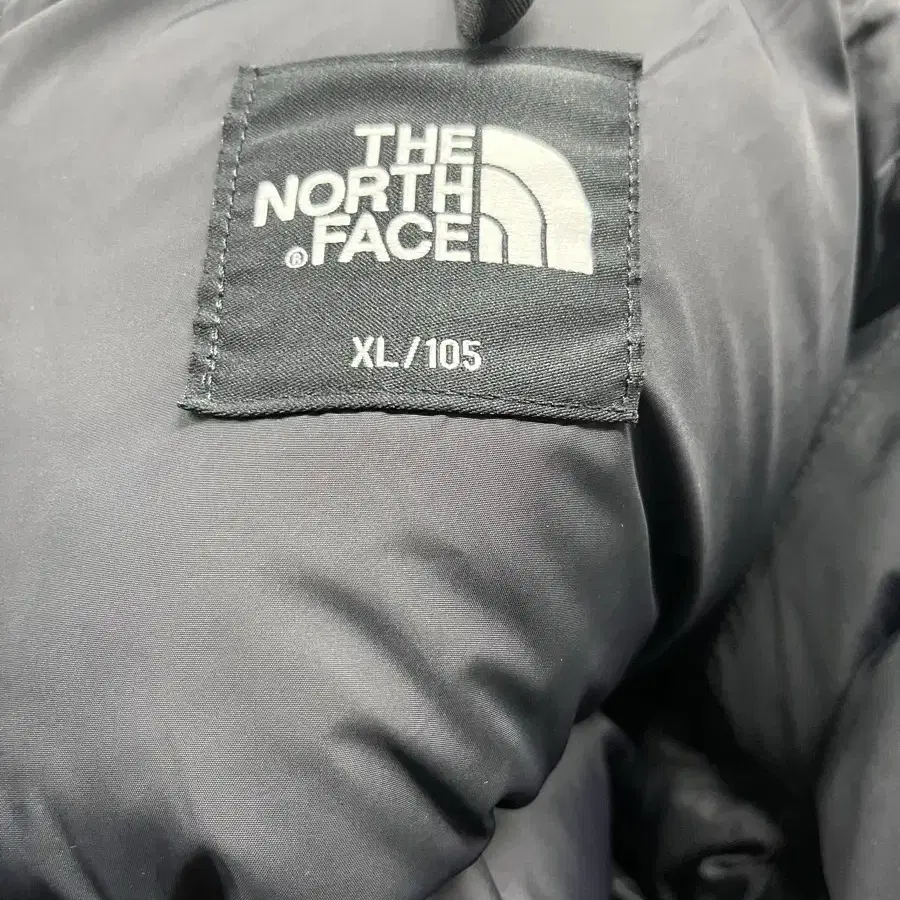 THE
NORTH
FACE
®
XL/105